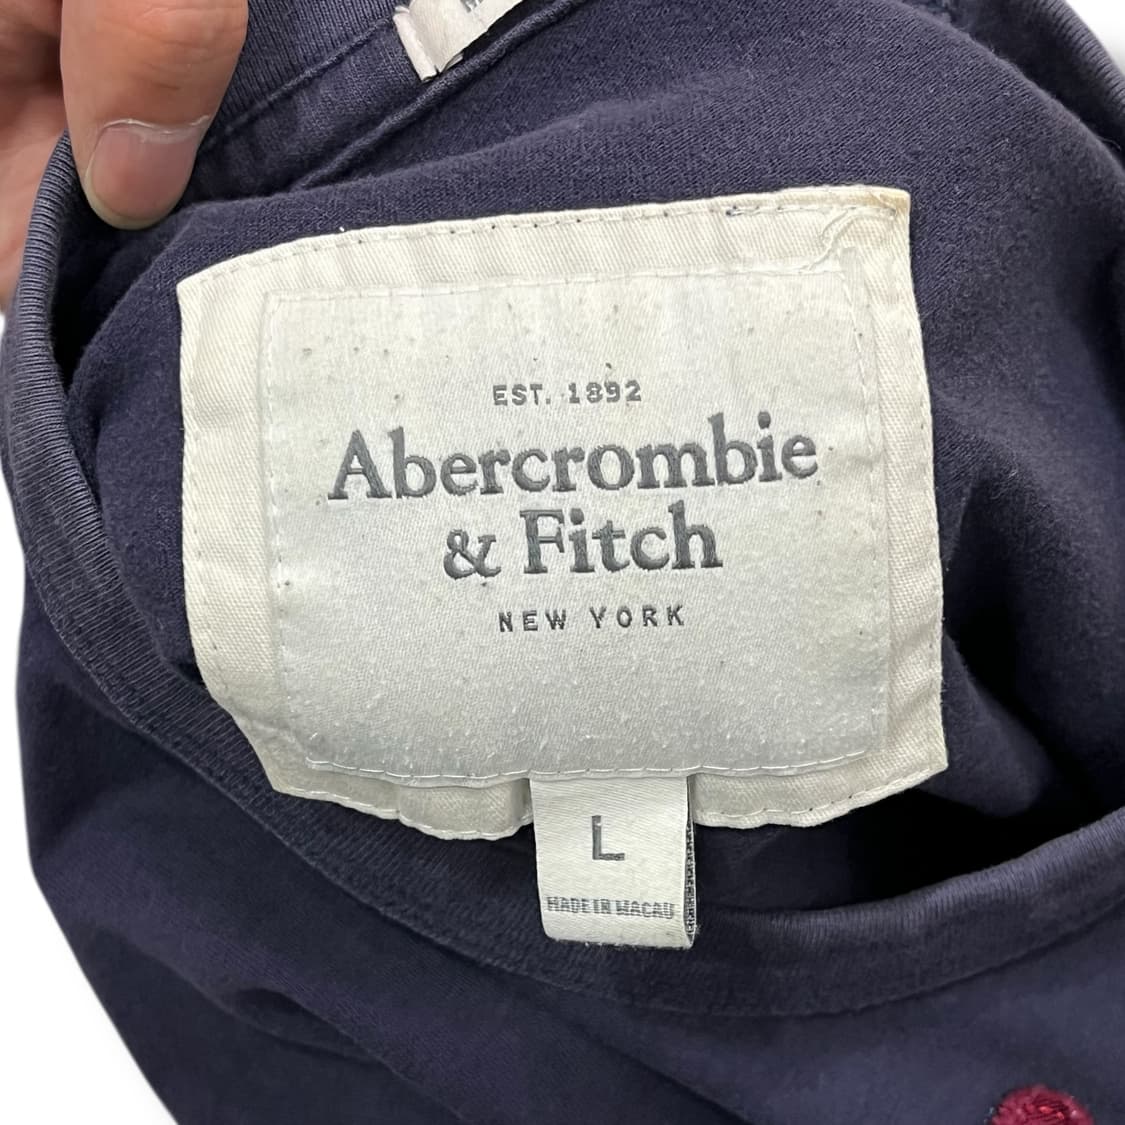 EST. 1892
Abercrombie
& Fitch
NEW YORK
L
MADE IN MACAU